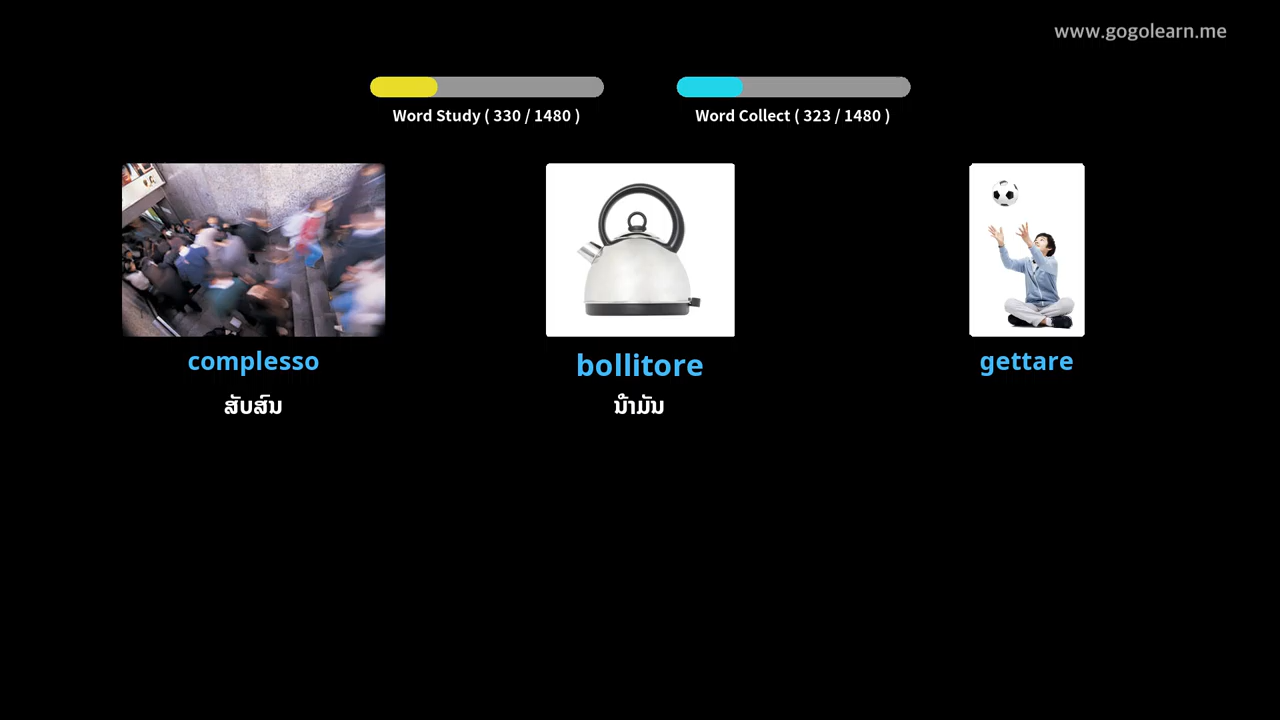 www.gogolearn.me
Word Study ( 330 / 1480 )
Word Collect ( 323 / 1480 )
complesso
bollitore
gettare
ສັບສົນ
ນ້ຳມັນ